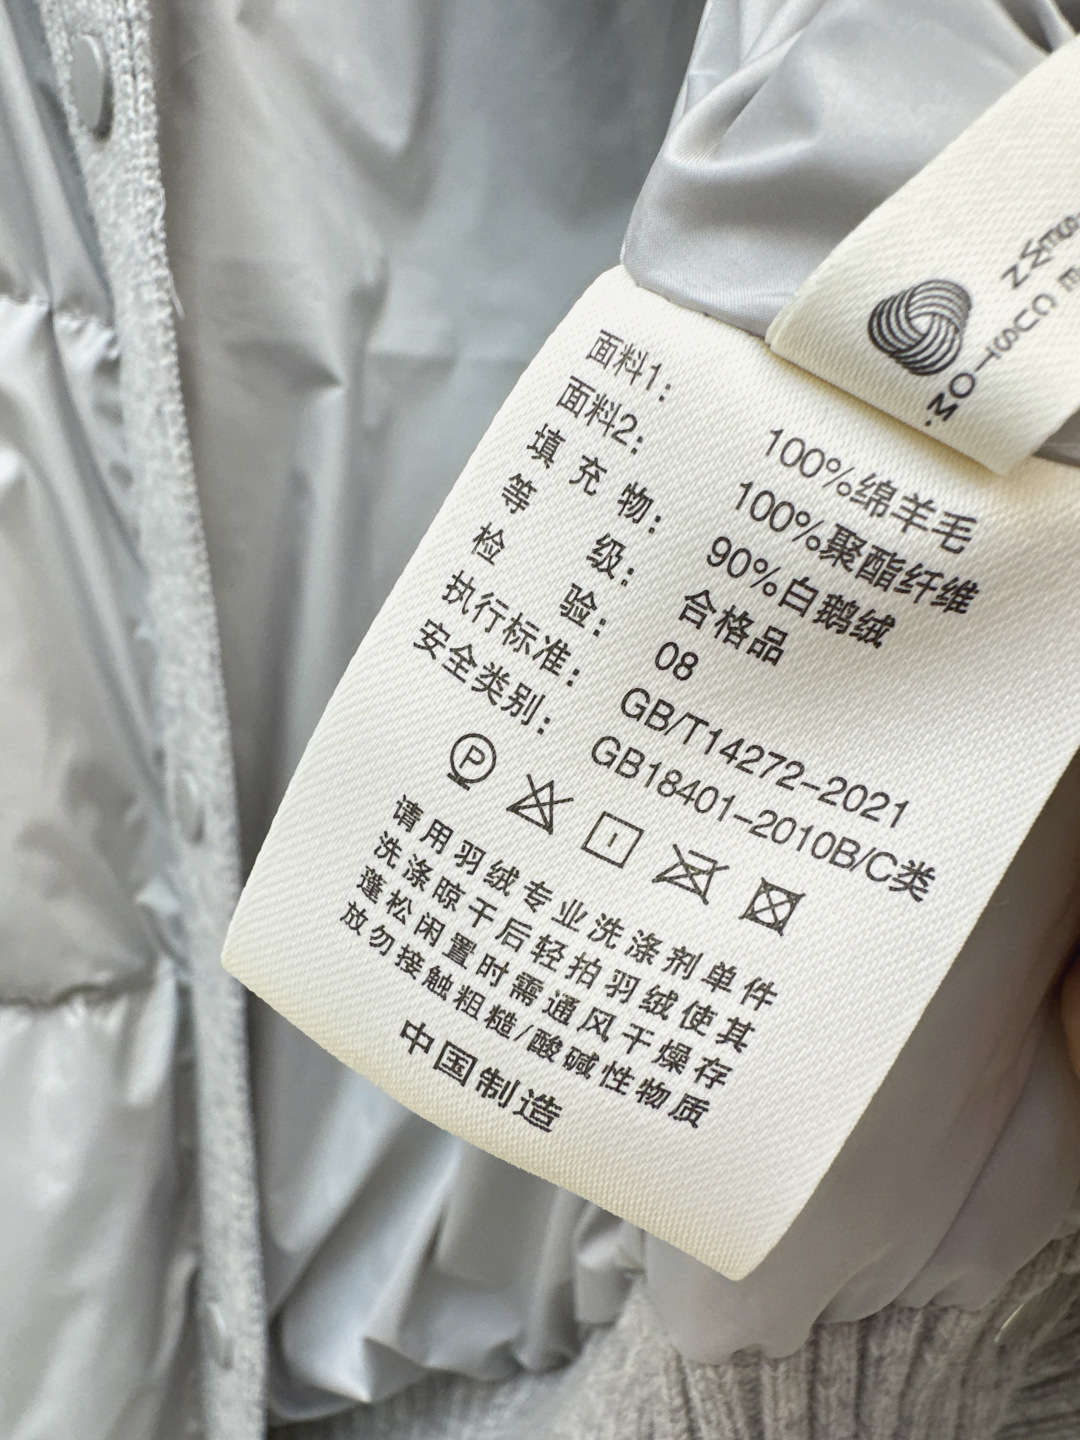 面料1: 100%绵羊毛
面料2: 100%聚酯纤维
填充物: 90%白鹅绒
等级: 合格品
检验: 08
执行标准: GB/T14272-2021
安全类别: GB18401-2010B/C类
P
请用羽绒专业洗涤剂单件
洗涤晾干后轻拍羽绒使其
蓬松闲置时需通风干燥存
放勿接触粗糙/酸碱性物质
中国制造